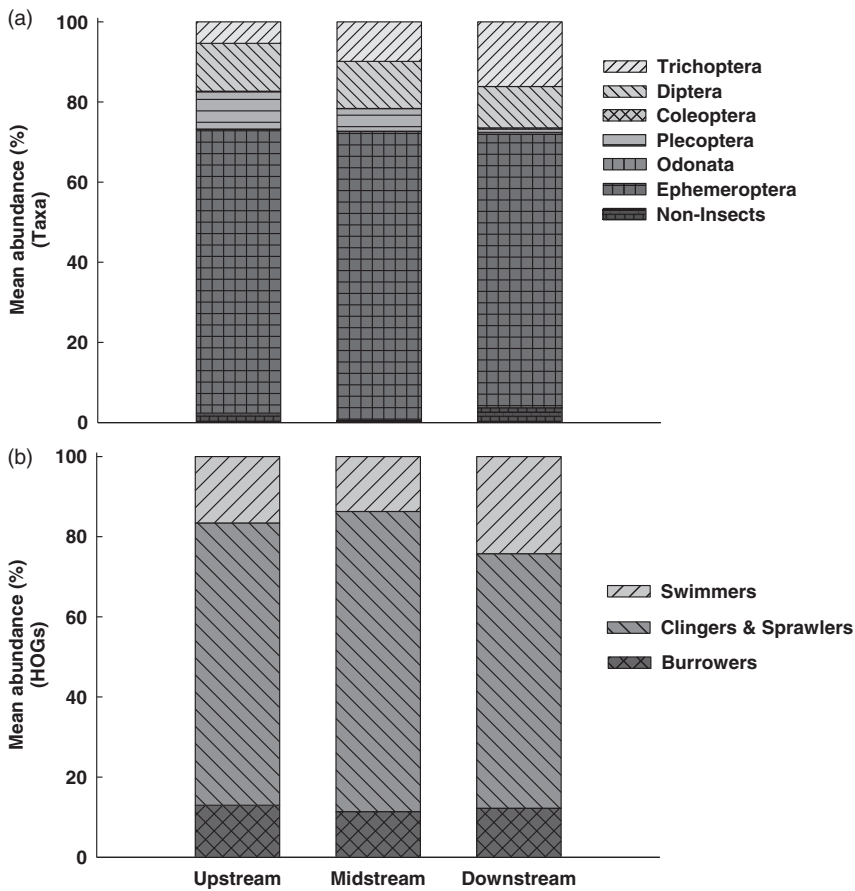 (a)
Mean abundance (%)
(Taxa)
100
80
60
40
20
0
Trichoptera
Diptera
Coleoptera
Plecoptera
Odonata
Ephemeroptera
Non-Insects
(b)
Mean abundance (%)
(HOGs)
100
80
60
40
20
0
Swimmers
Clingers & Sprawlers
Burrowers
Upstream
Midstream
Downstream